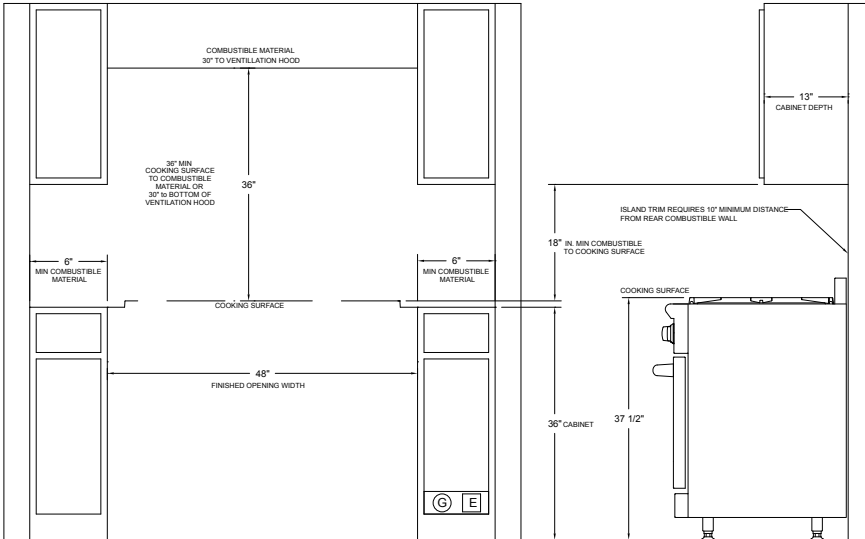 COMBUSTIBLE MATERIAL
30" TO VENTILLATION HOOD
36" MIN
COOKING SURFACE
TO COMBUSTIBLE
MATERIAL OR
30" to BOTTOM OF
VENTILATION HOOD
36"
6"
MIN COMBUSTIBLE
MATERIAL
6"
MIN COMBUSTIBLE
MATERIAL
COOKING SURFACE
48"
FINISHED OPENING WIDTH
G E
13"
CABINET DEPTH
ISLAND TRIM REQUIRES 10" MINIMUM DISTANCE
FROM REAR COMBUSTIBLE WALL
18" IN. MIN COMBUSTIBLE
TO COOKING SURFACE
COOKING SURFACE
36" CABINET
37 1/2"